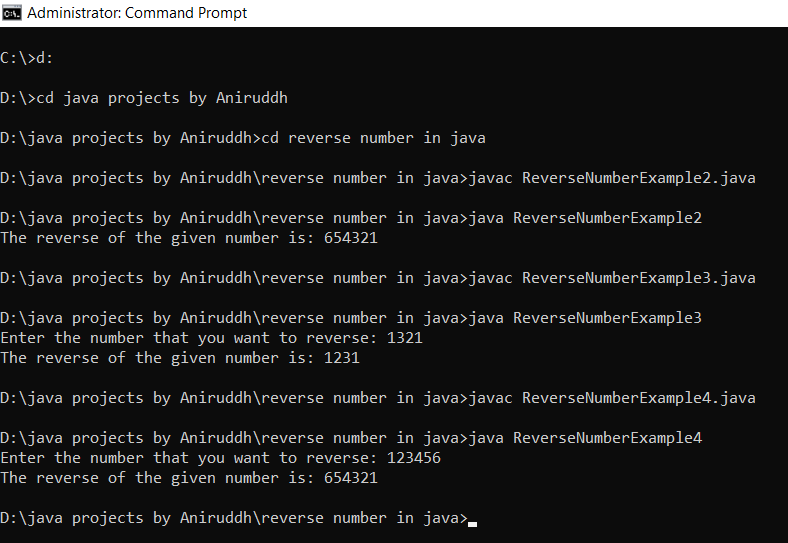 Administrator: Command Prompt
C:\>d:
D:\>cd java projects by Aniruddh
D:\java projects by Aniruddh>cd reverse number in java
D:\java projects by Aniruddh\reverse number in java>javac ReverseNumberExample2.java
D:\java projects by Aniruddh\reverse number in java>java ReverseNumberExample2
The reverse of the given number is: 654321
D:\java projects by Aniruddh\reverse number in java>javac ReverseNumberExample3.java
D:\java projects by Aniruddh\reverse number in java>java ReverseNumberExample3
Enter the number that you want to reverse: 1321
The reverse of the given number is: 1231
D:\java projects by Aniruddh\reverse number in java>javac ReverseNumberExample4.java
D:\java projects by Aniruddh\reverse number in java>java ReverseNumberExample4
Enter the number that you want to reverse: 123456
The reverse of the given number is: 654321
D:\java projects by Aniruddh\reverse number in java>